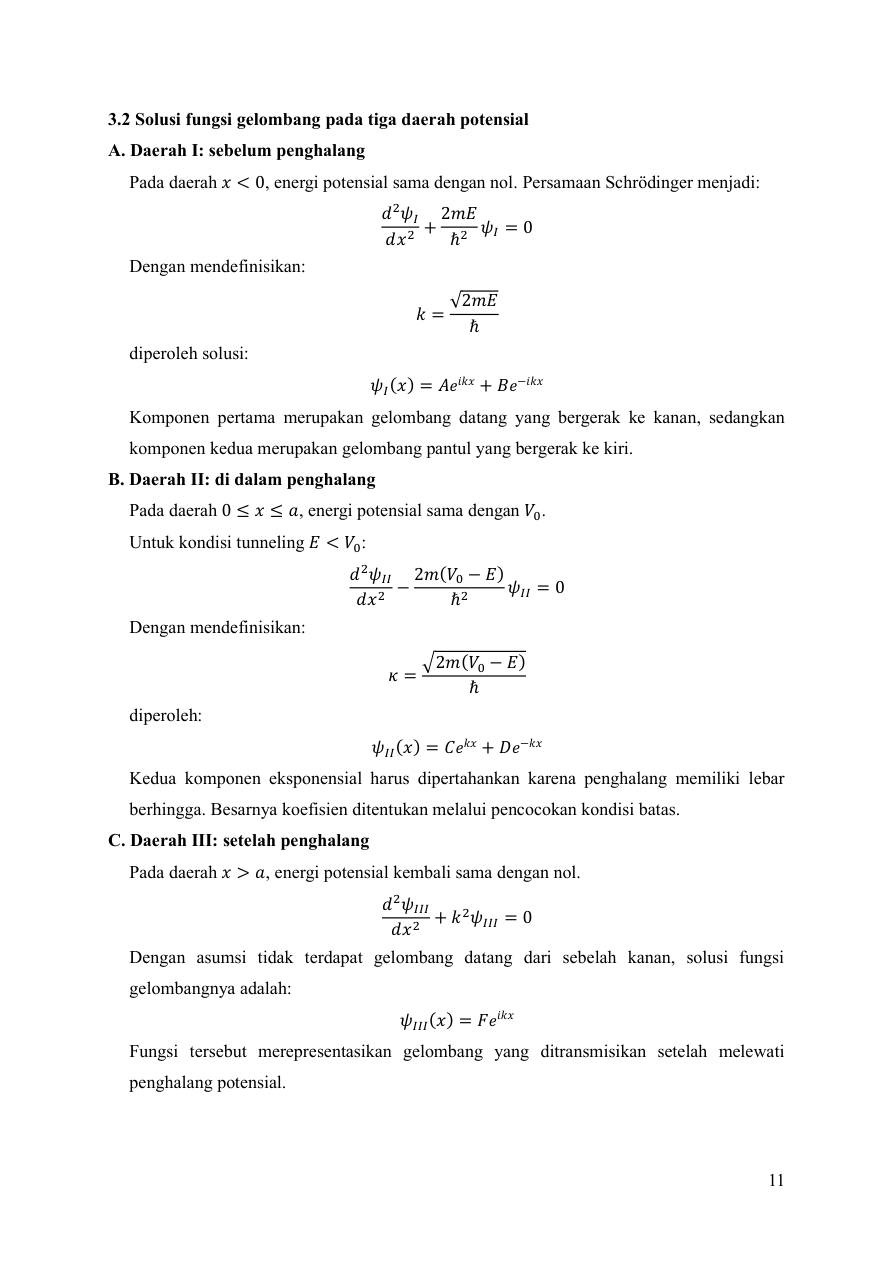 3.2 Solusi fungsi gelombang pada tiga daerah potensial
A. Daerah I: sebelum penghalang
Pada daerah 𝑥 < 0, energi potensial sama dengan nol. Persamaan Schrödinger menjadi:
d²ψ_I/dx² + 2mE/ℏ² ψ_I = 0
Dengan mendefinisikan:
k = √(2mE)/ℏ
diperoleh solusi:
ψ_I(x) = Ae^{ikx} + Be^{−ikx}
Komponen pertama merupakan gelombang datang yang bergerak ke kanan, sedangkan
komponen kedua merupakan gelombang pantul yang bergerak ke kiri.
B. Daerah II: di dalam penghalang
Pada daerah 0 ≤ x ≤ a, energi potensial sama dengan V₀.
Untuk kondisi tunneling E < V₀:
d²ψ_II/dx² − 2m(V₀ − E)/ℏ² ψ_II = 0
Dengan mendefinisikan:
κ = √(2m(V₀ − E))/ℏ
diperoleh:
ψ_II(x) = Ce^{kx} + De^{−kx}
Kedua komponen eksponensial harus dipertahankan karena penghalang memiliki lebar
berhingga. Besarnya koefisien ditentukan melalui pencocokan kondisi batas.
C. Daerah III: setelah penghalang
Pada daerah x > a, energi potensial kembali sama dengan nol.
d²ψ_III/dx² + k²ψ_III = 0
Dengan asumsi tidak terdapat gelombang datang dari sebelah kanan, solusi fungsi
gelombangnya adalah:
ψ_III(x) = Fe^{ikx}
Fungsi tersebut merepresentasikan gelombang yang ditransmisikan setelah melewati
penghalang potensial.
11